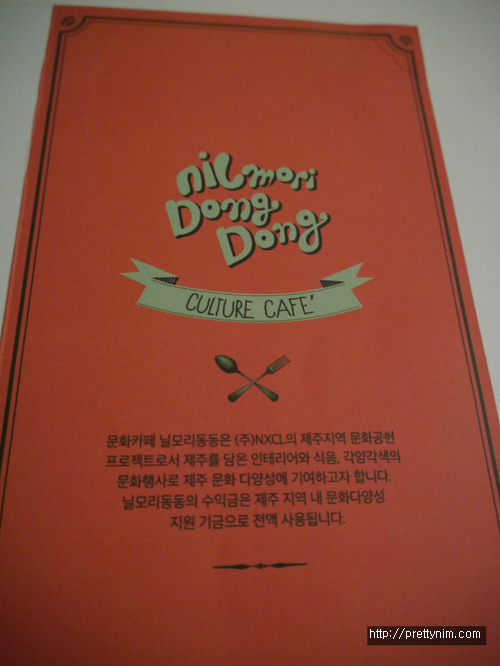 nilmori
Dong
Dong
CULTURE CAFE'
문화카페 닐모리동동은 (주)NXCL의 제주지역 문화공헌
프로젝트로서 제주를 담은 인테리어와 식음, 각양각색의
문화행사로 제주 문화 다양성에 기여하고자 합니다.
닐모리동동의 수익금은 제주 지역 내 문화다양성
지원 기금으로 전액 사용됩니다.
http://prettynim.com